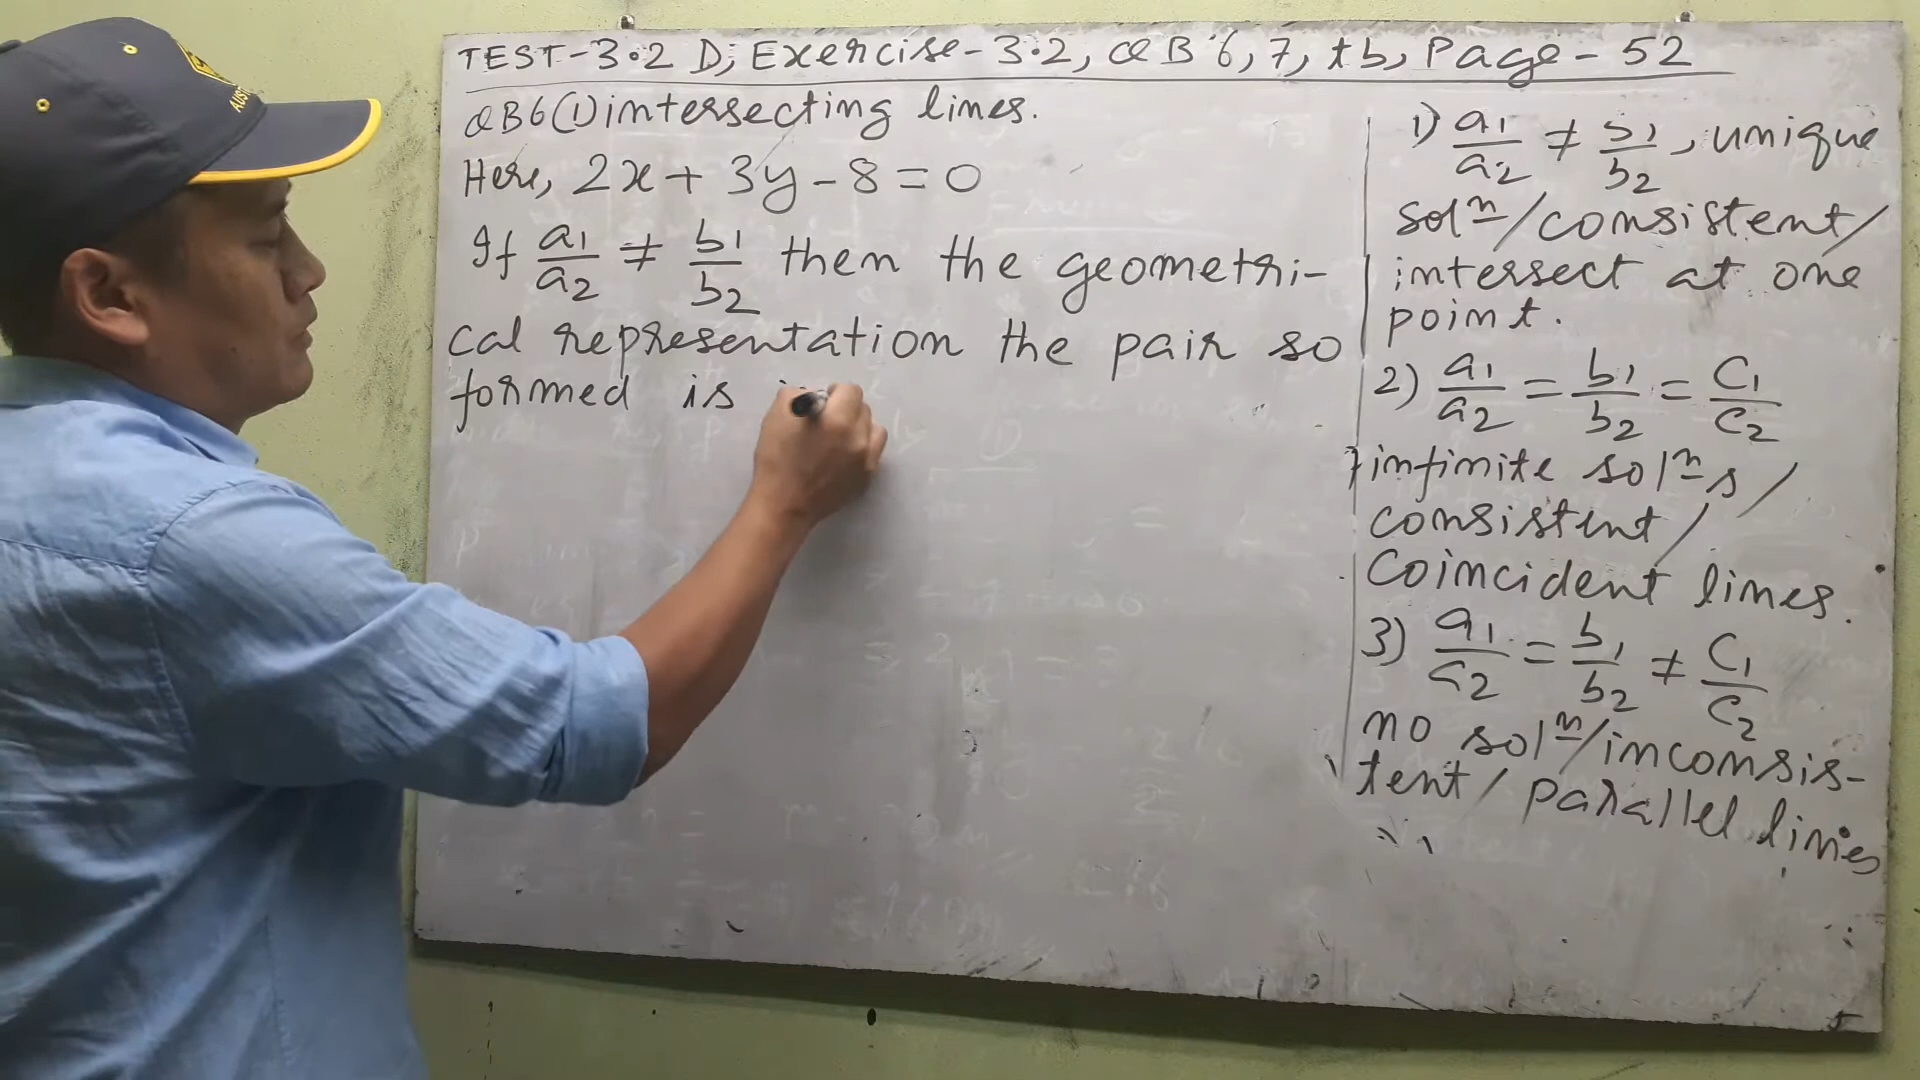 TEST-3.2 D; Exercise-3.2, QB 6, 7, tb, Page-52
QB6(1) intersecting lines.
Here, 2x + 3y - 8 = 0
If a1/a2 ≠ b1/b2 then the geometri-
cal representation the pair so
formed is
1) a1/a2 ≠ b1/b2, unique
solⁿ/consistent/
intersect at one
point.
2) a1/a2 = b1/b2 = C1/C2
infinite solⁿs/
consistent/
Coincident lines.
3) a1/a2 = b1/b2 ≠ C1/C2
no solⁿ/inconsis-
tent/parallel lines